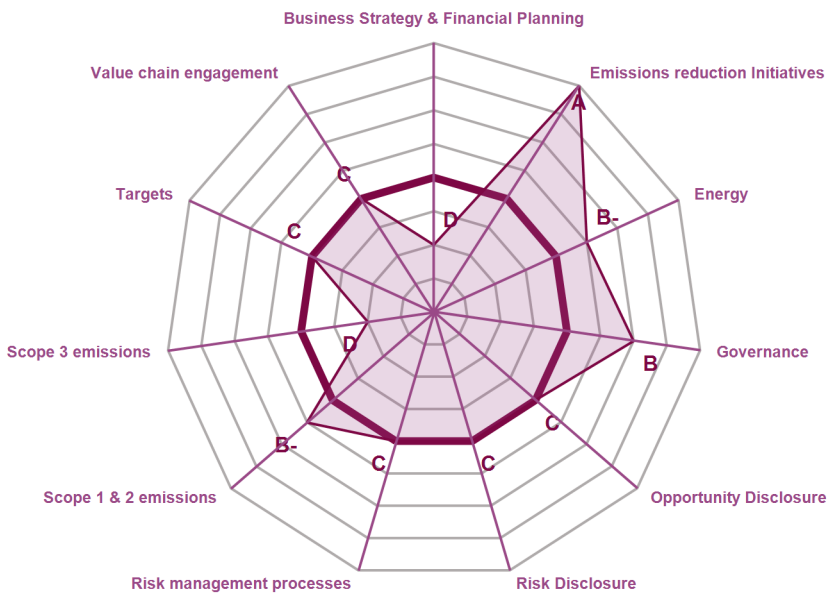 Business Strategy & Financial Planning
Value chain engagement
Emissions reduction Initiatives
A
C
Targets
Energy
B-
D
C
Scope 3 emissions
D
Governance
B
C
B-
C
C
Scope 1 & 2 emissions
Opportunity Disclosure
Risk management processes
Risk Disclosure